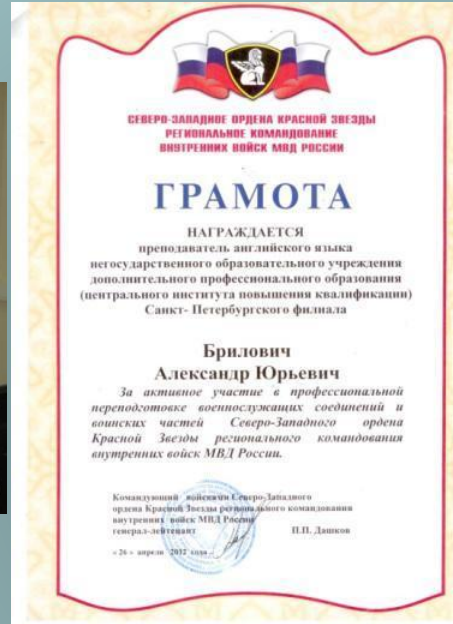 СЕВЕРО-ЗАПАДНОЕ ОРДЕНА КРАСНОЙ ЗВЕЗДЫ
РЕГИОНАЛЬНОЕ КОМАНДОВАНИЕ
ВНУТРЕННИХ ВОЙСК МВД РОССИИ
ГРАМОТА
НАГРАЖДАЕТСЯ
преподаватель английского языка
негосударственного образовательного учреждения
дополнительного профессионального образования
(центрального института повышения квалификации)
Санкт- Петербургского филиала
Брилович
Александр Юрьевич
За активное участие в профессиональной
переподготовке военнослужащих соединений и
воинских частей Северо-Западного ордена
Красной Звезды регионального командования
внутренних войск МВД России.
Командующий войсками Северо-Западного
ордена Красной Звезды регионального командования
внутренних войск МВД России
генерал-лейтенант П.П. Дашков
« 26 » апреля 2012 года